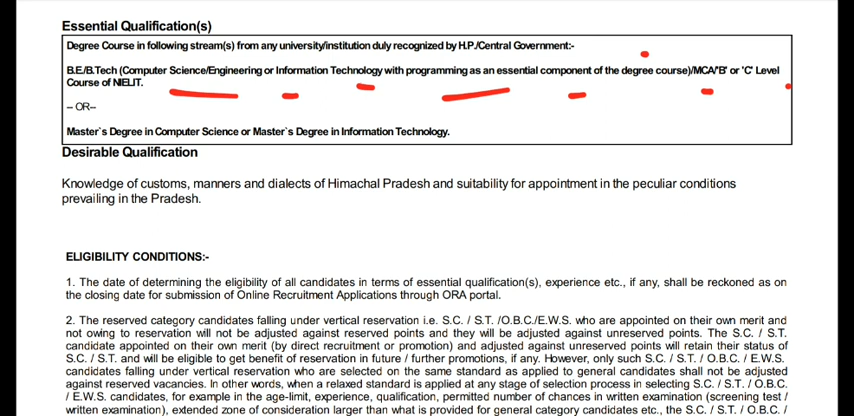 Essential Qualification(s)
Degree Course in following stream(s) from any university/institution duly recognized by H.P./Central Government:-
B.E./B.Tech (Computer Science/Engineering or Information Technology with programming as an essential component of the degree course)/MCA/'B' or 'C' Level
Course of NIELIT.
-- OR--
Master`s Degree in Computer Science or Master`s Degree in Information Technology.
Desirable Qualification
Knowledge of customs, manners and dialects of Himachal Pradesh and suitability for appointment in the peculiar conditions
prevailing in the Pradesh.
ELIGIBILITY CONDITIONS:-
1. The date of determining the eligibility of all candidates in terms of essential qualification(s), experience etc., if any, shall be reckoned as on
the closing date for submission of Online Recruitment Applications through ORA portal.
2. The reserved category candidates falling under vertical reservation i.e. S.C. / S.T. /O.B.C./E.W.S. who are appointed on their own merit and
not owing to reservation will not be adjusted against reserved points and they will be adjusted against unreserved points. The S.C. / S.T.
candidate appointed on their own merit (by direct recruitment or promotion) and adjusted against unreserved points will retain their status of
S.C. / S.T. and will be eligible to get benefit of reservation in future / further promotions, if any. However, only such S.C. / S.T. / O.B.C. / E.W.S.
candidates falling under vertical reservation who are selected on the same standard as applied to general candidates shall not be adjusted
against reserved vacancies. In other words, when a relaxed standard is applied at any stage of selection process in selecting S.C. / S.T. / O.B.C.
/ E.W.S. candidates, for example in the age-limit, experience, qualification, permitted number of chances in written examination (screening test /
written examination), extended zone of consideration larger than what is provided for general category candidates etc., the S.C. / S.T. / O.B.C. /